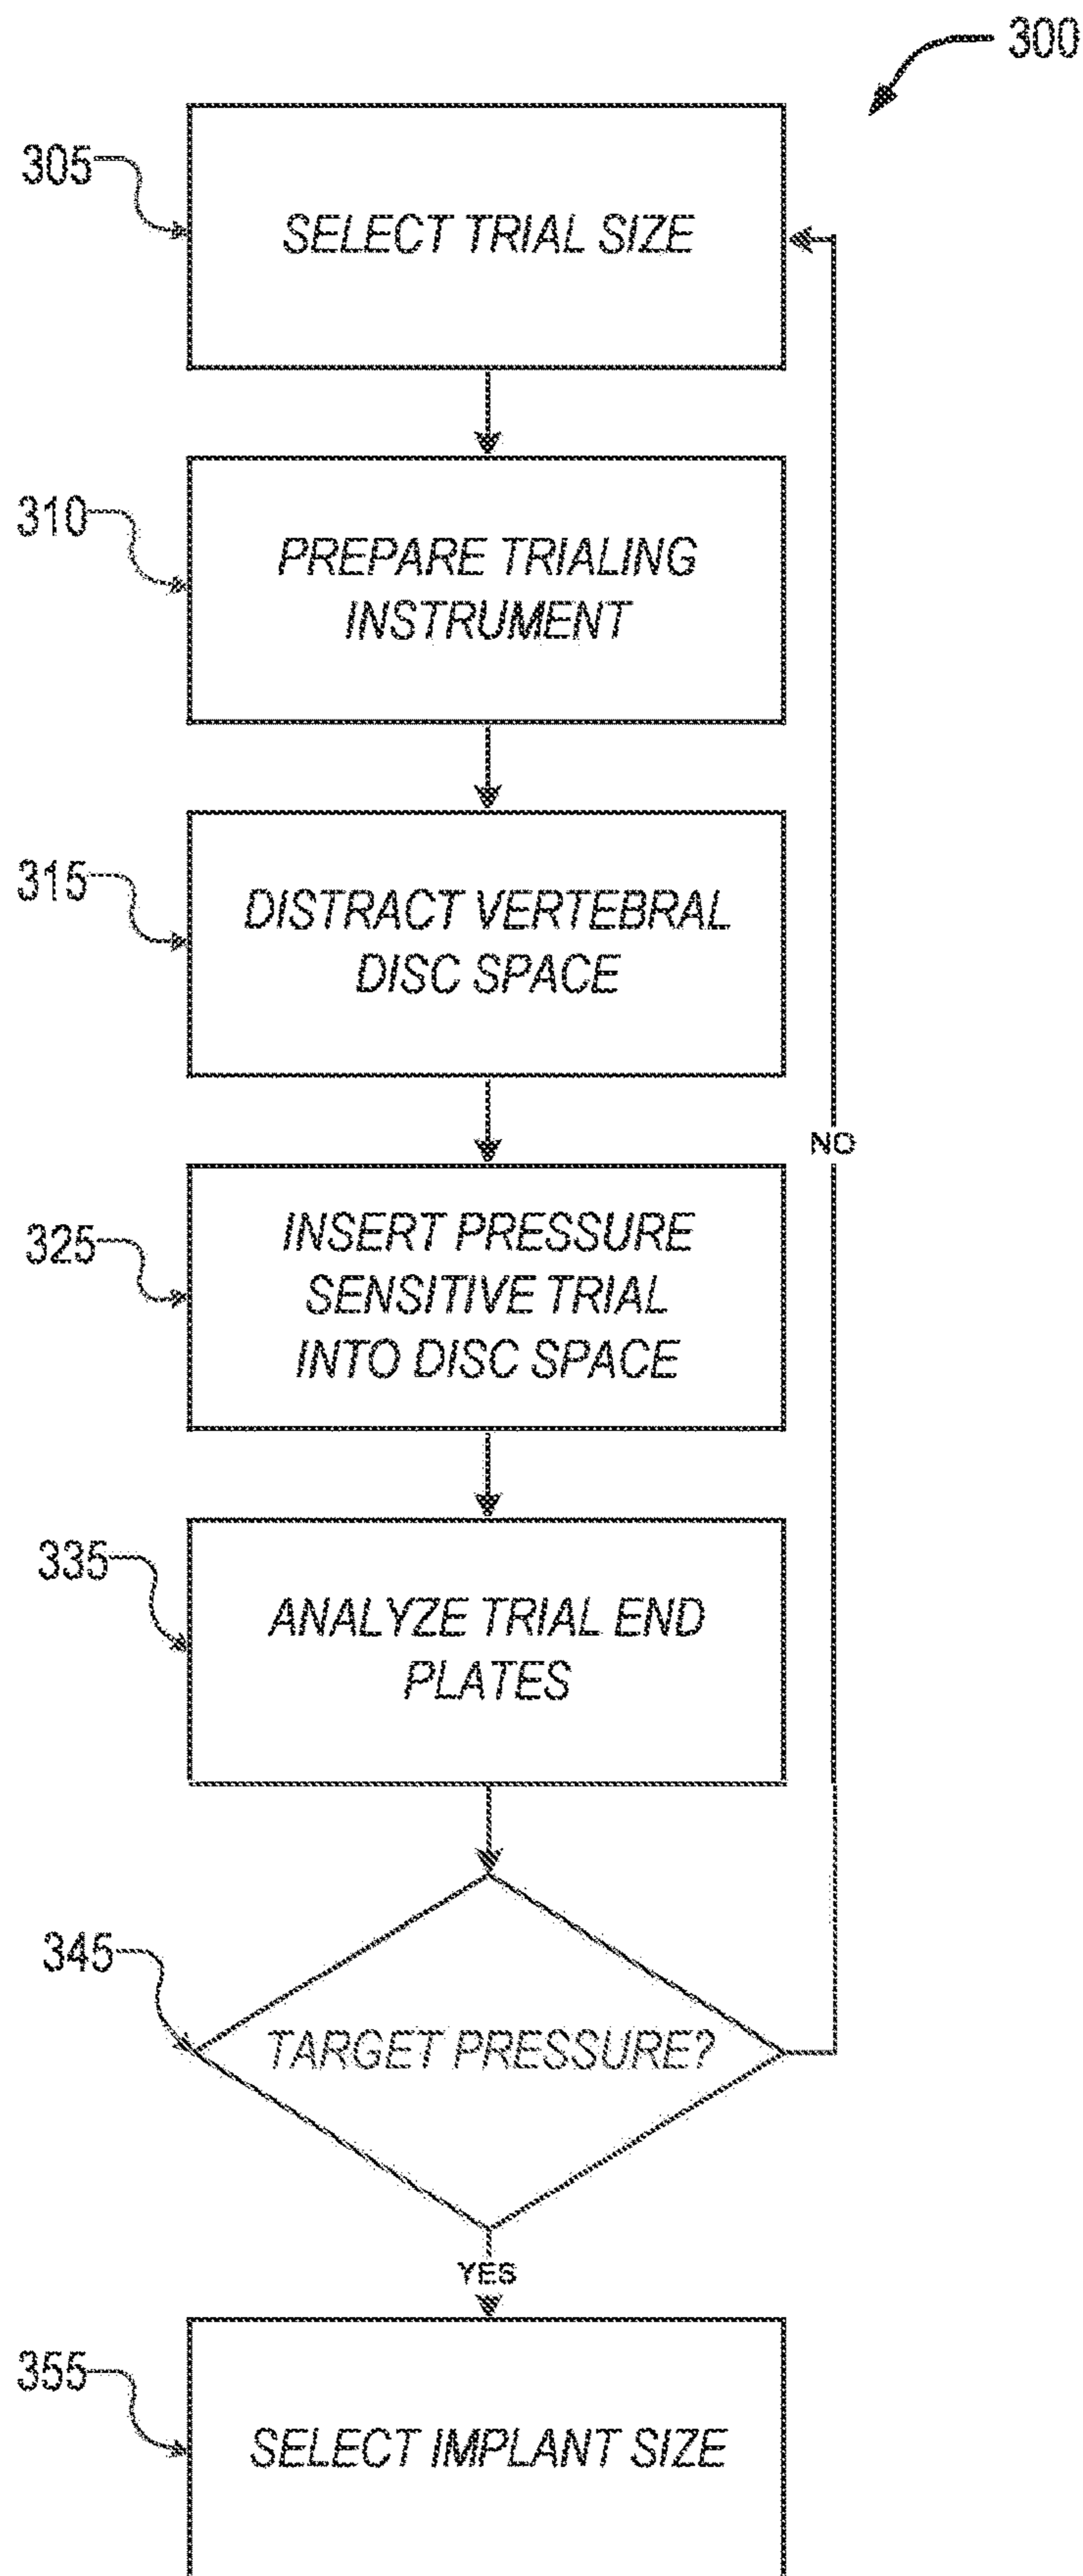 300
305
SELECT TRIAL SIZE
310
PREPARE TRIALING
INSTRUMENT
315
DISTRACT VERTEBRAL
DISC SPACE
NO
325
INSERT PRESSURE
SENSITIVE TRIAL
INTO DISC SPACE
335
ANALYZE TRIAL END
PLATES
345
TARGET PRESSURE?
YES
355
SELECT IMPLANT SIZE